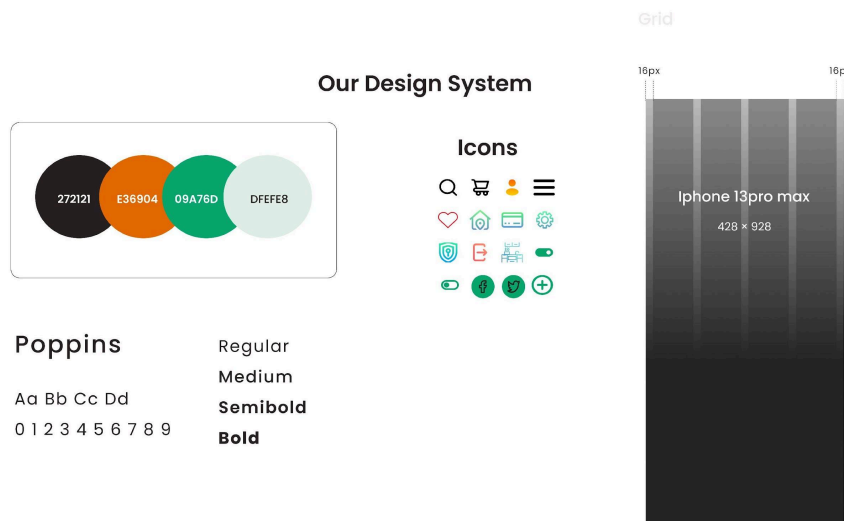 Grid
16px
16p
Our Design System
Icons
272121
E36904
09A76D
DFEFE8
Iphone 13pro max
428 × 928
Poppins
Aa Bb Cc Dd
0 1 2 3 4 5 6 7 8 9
Regular
Medium
Semibold
Bold